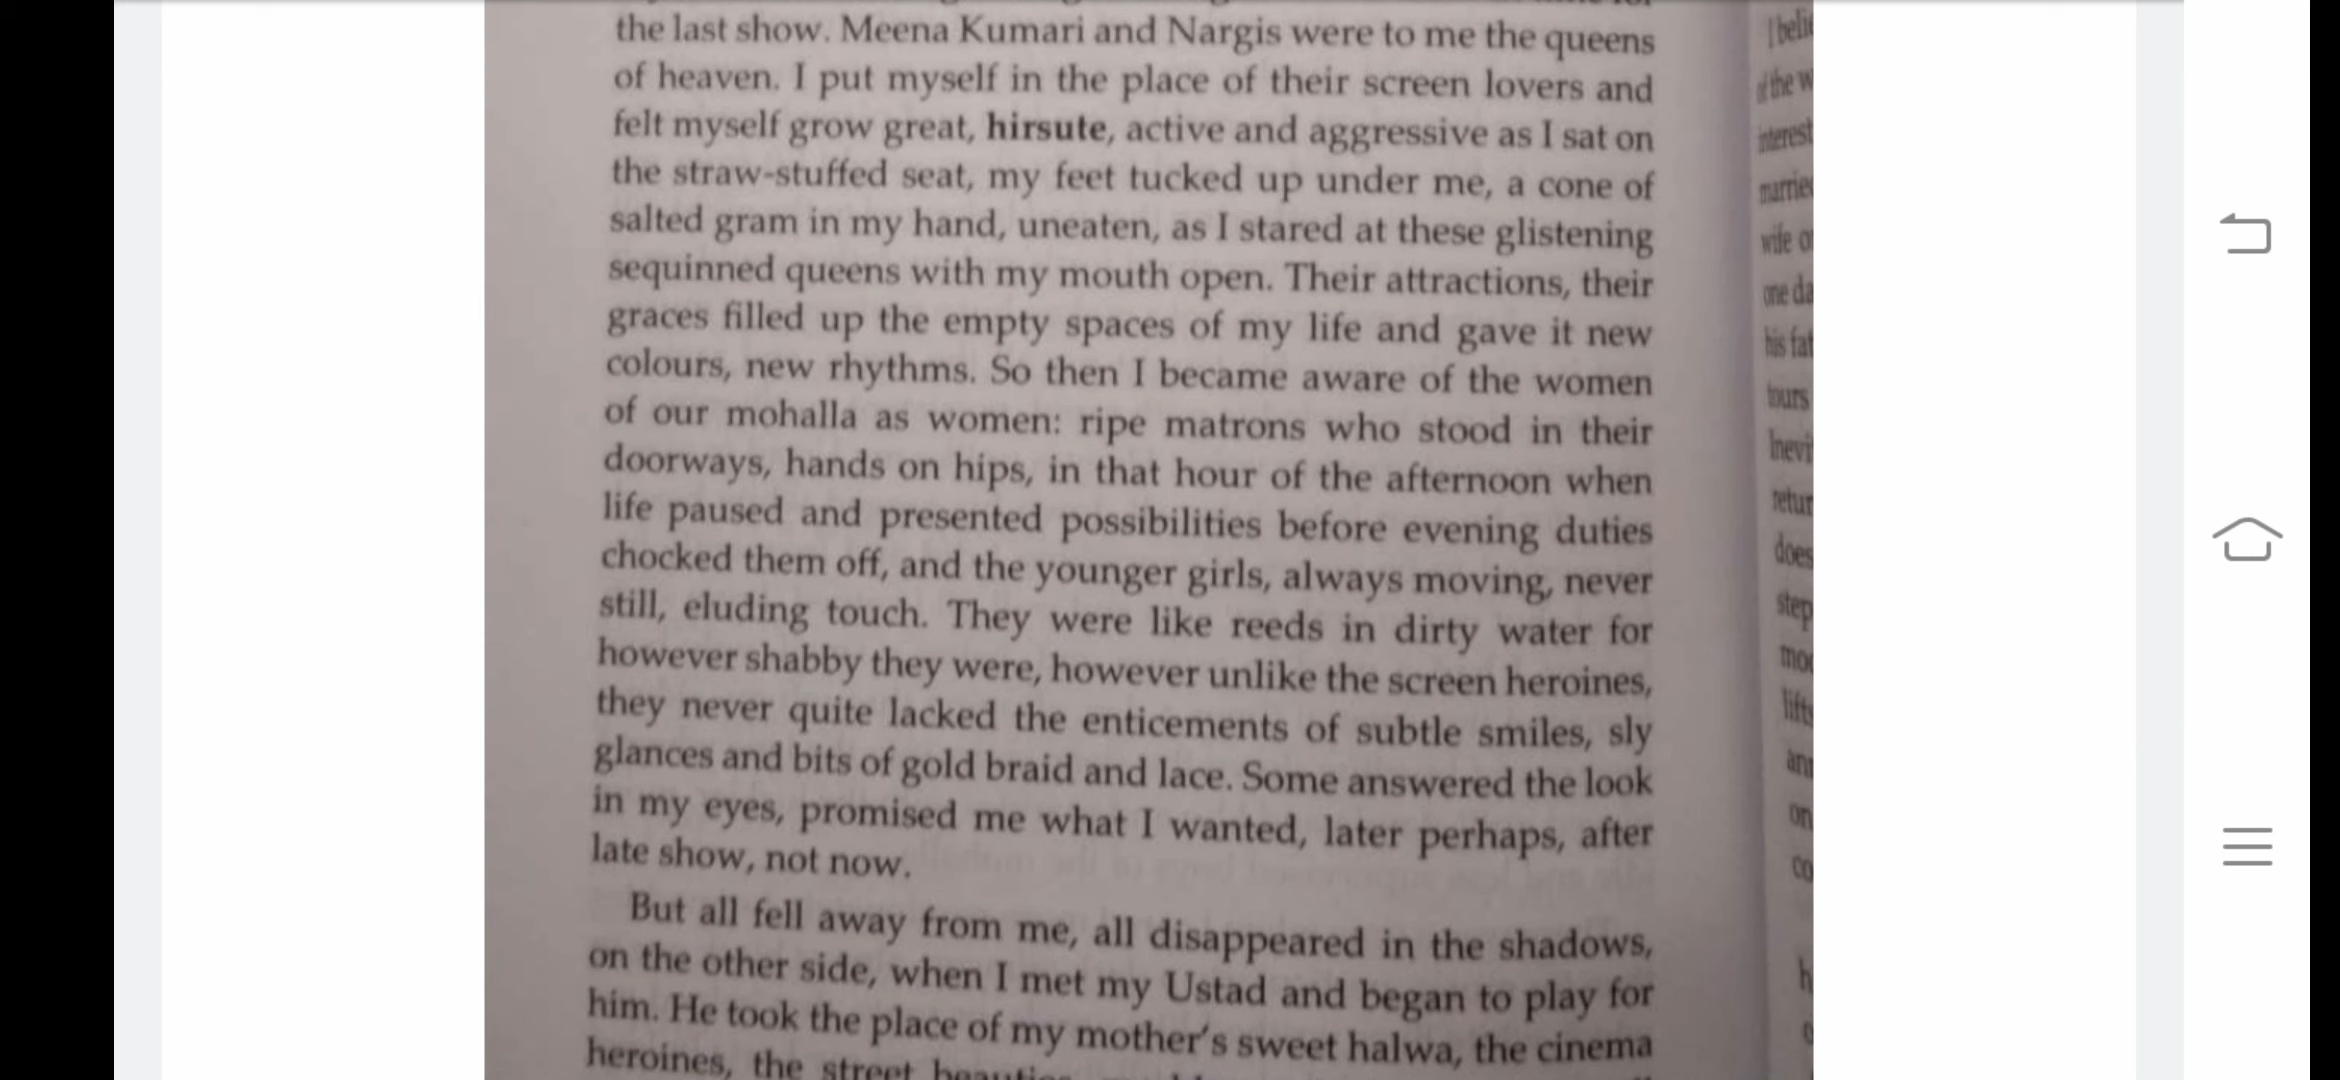 the last show. Meena Kumari and Nargis were to me the queens
of heaven. I put myself in the place of their screen lovers and
felt myself grow great, hirsute, active and aggressive as I sat on
the straw-stuffed seat, my feet tucked up under me, a cone of
salted gram in my hand, uneaten, as I stared at these glistening
sequinned queens with my mouth open. Their attractions, their
graces filled up the empty spaces of my life and gave it new
colours, new rhythms. So then I became aware of the women
of our mohalla as women: ripe matrons who stood in their
doorways, hands on hips, in that hour of the afternoon when
life paused and presented possibilities before evening duties
chocked them off, and the younger girls, always moving, never
still, eluding touch. They were like reeds in dirty water for
however shabby they were, however unlike the screen heroines,
they never quite lacked the enticements of subtle smiles, sly
glances and bits of gold braid and lace. Some answered the look
in my eyes, promised me what I wanted, later perhaps, after
late show, not now.
But all fell away from me, all disappeared in the shadows,
on the other side, when I met my Ustad and began to play for
him. He took the place of my mother's sweet halwa, the cinema
heroines, the street